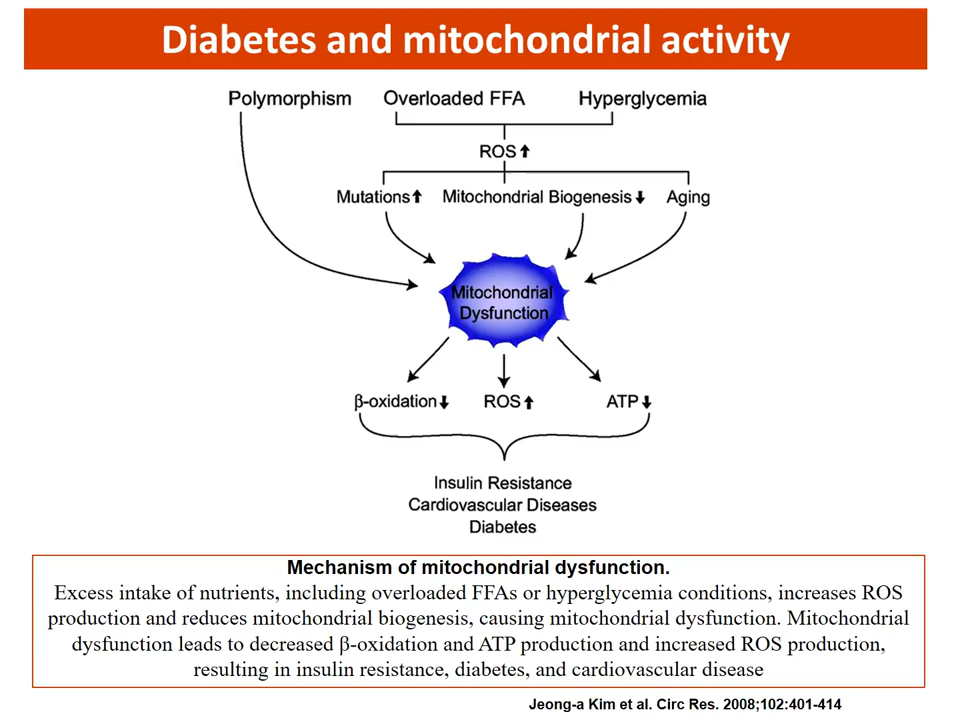 Diabetes and mitochondrial activity
Polymorphism Overloaded FFA Hyperglycemia
ROS⬆
Mutations⬆ Mitochondrial Biogenesis⬇ Aging
Mitochondrial
Dysfunction
β-oxidation⬇ ROS⬆ ATP⬇
Insulin Resistance
Cardiovascular Diseases
Diabetes
Mechanism of mitochondrial dysfunction.
Excess intake of nutrients, including overloaded FFAs or hyperglycemia conditions, increases ROS
production and reduces mitochondrial biogenesis, causing mitochondrial dysfunction. Mitochondrial
dysfunction leads to decreased β-oxidation and ATP production and increased ROS production,
resulting in insulin resistance, diabetes, and cardiovascular disease
Jeong-a Kim et al. Circ Res. 2008;102:401-414